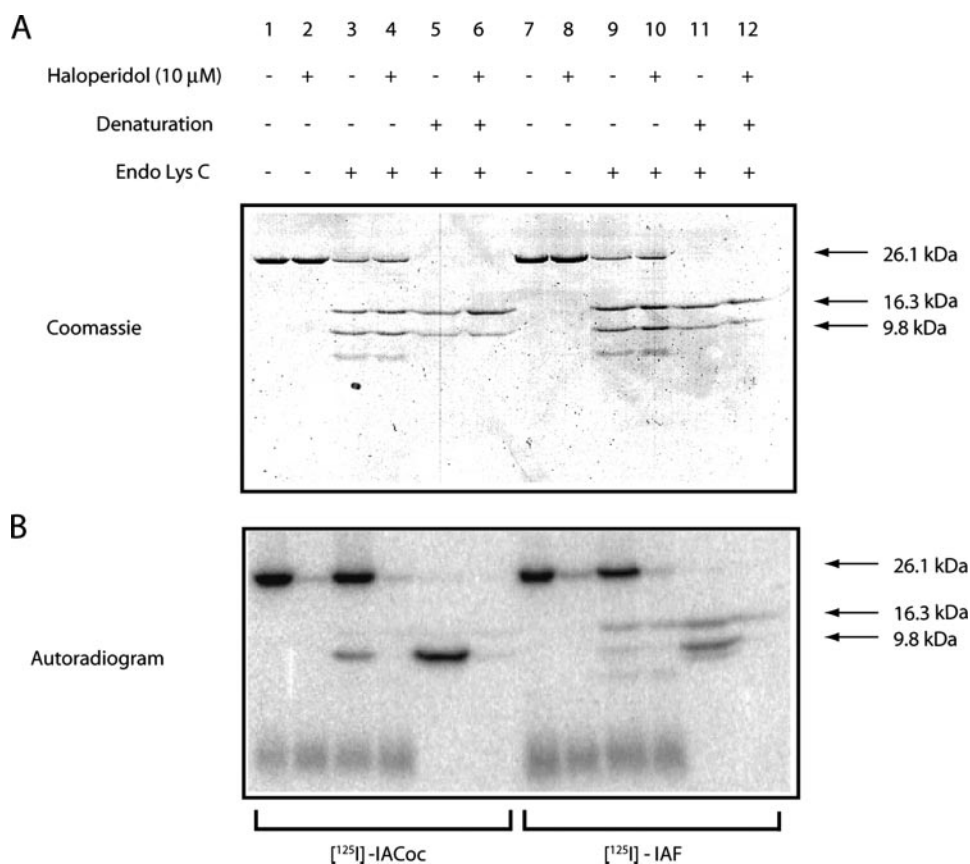 A
1 2 3 4 5 6 7 8 9 10 11 12
Haloperidol (10 μM) - + - + - + - + - + - +
Denaturation - - - - + + - - - - + +
Endo Lys C - - + + + + - - + + + +
Coomassie
26.1 kDa
16.3 kDa
9.8 kDa
B
Autoradiogram
26.1 kDa
16.3 kDa
9.8 kDa
[¹²⁵I] -IACoc [¹²⁵I] - IAF